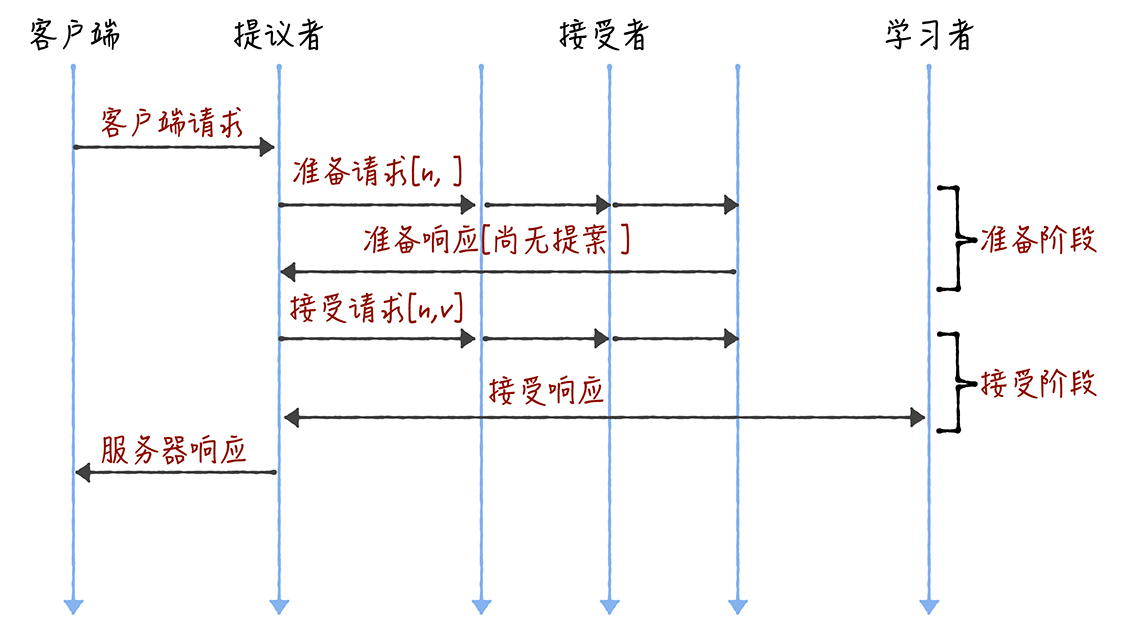 客户端
提议者
接受者
学习者
客户端请求
准备请求[n, ]
准备响应[尚无提案 ]
准备阶段
接受请求[n,v]
接受响应
接受阶段
服务器响应